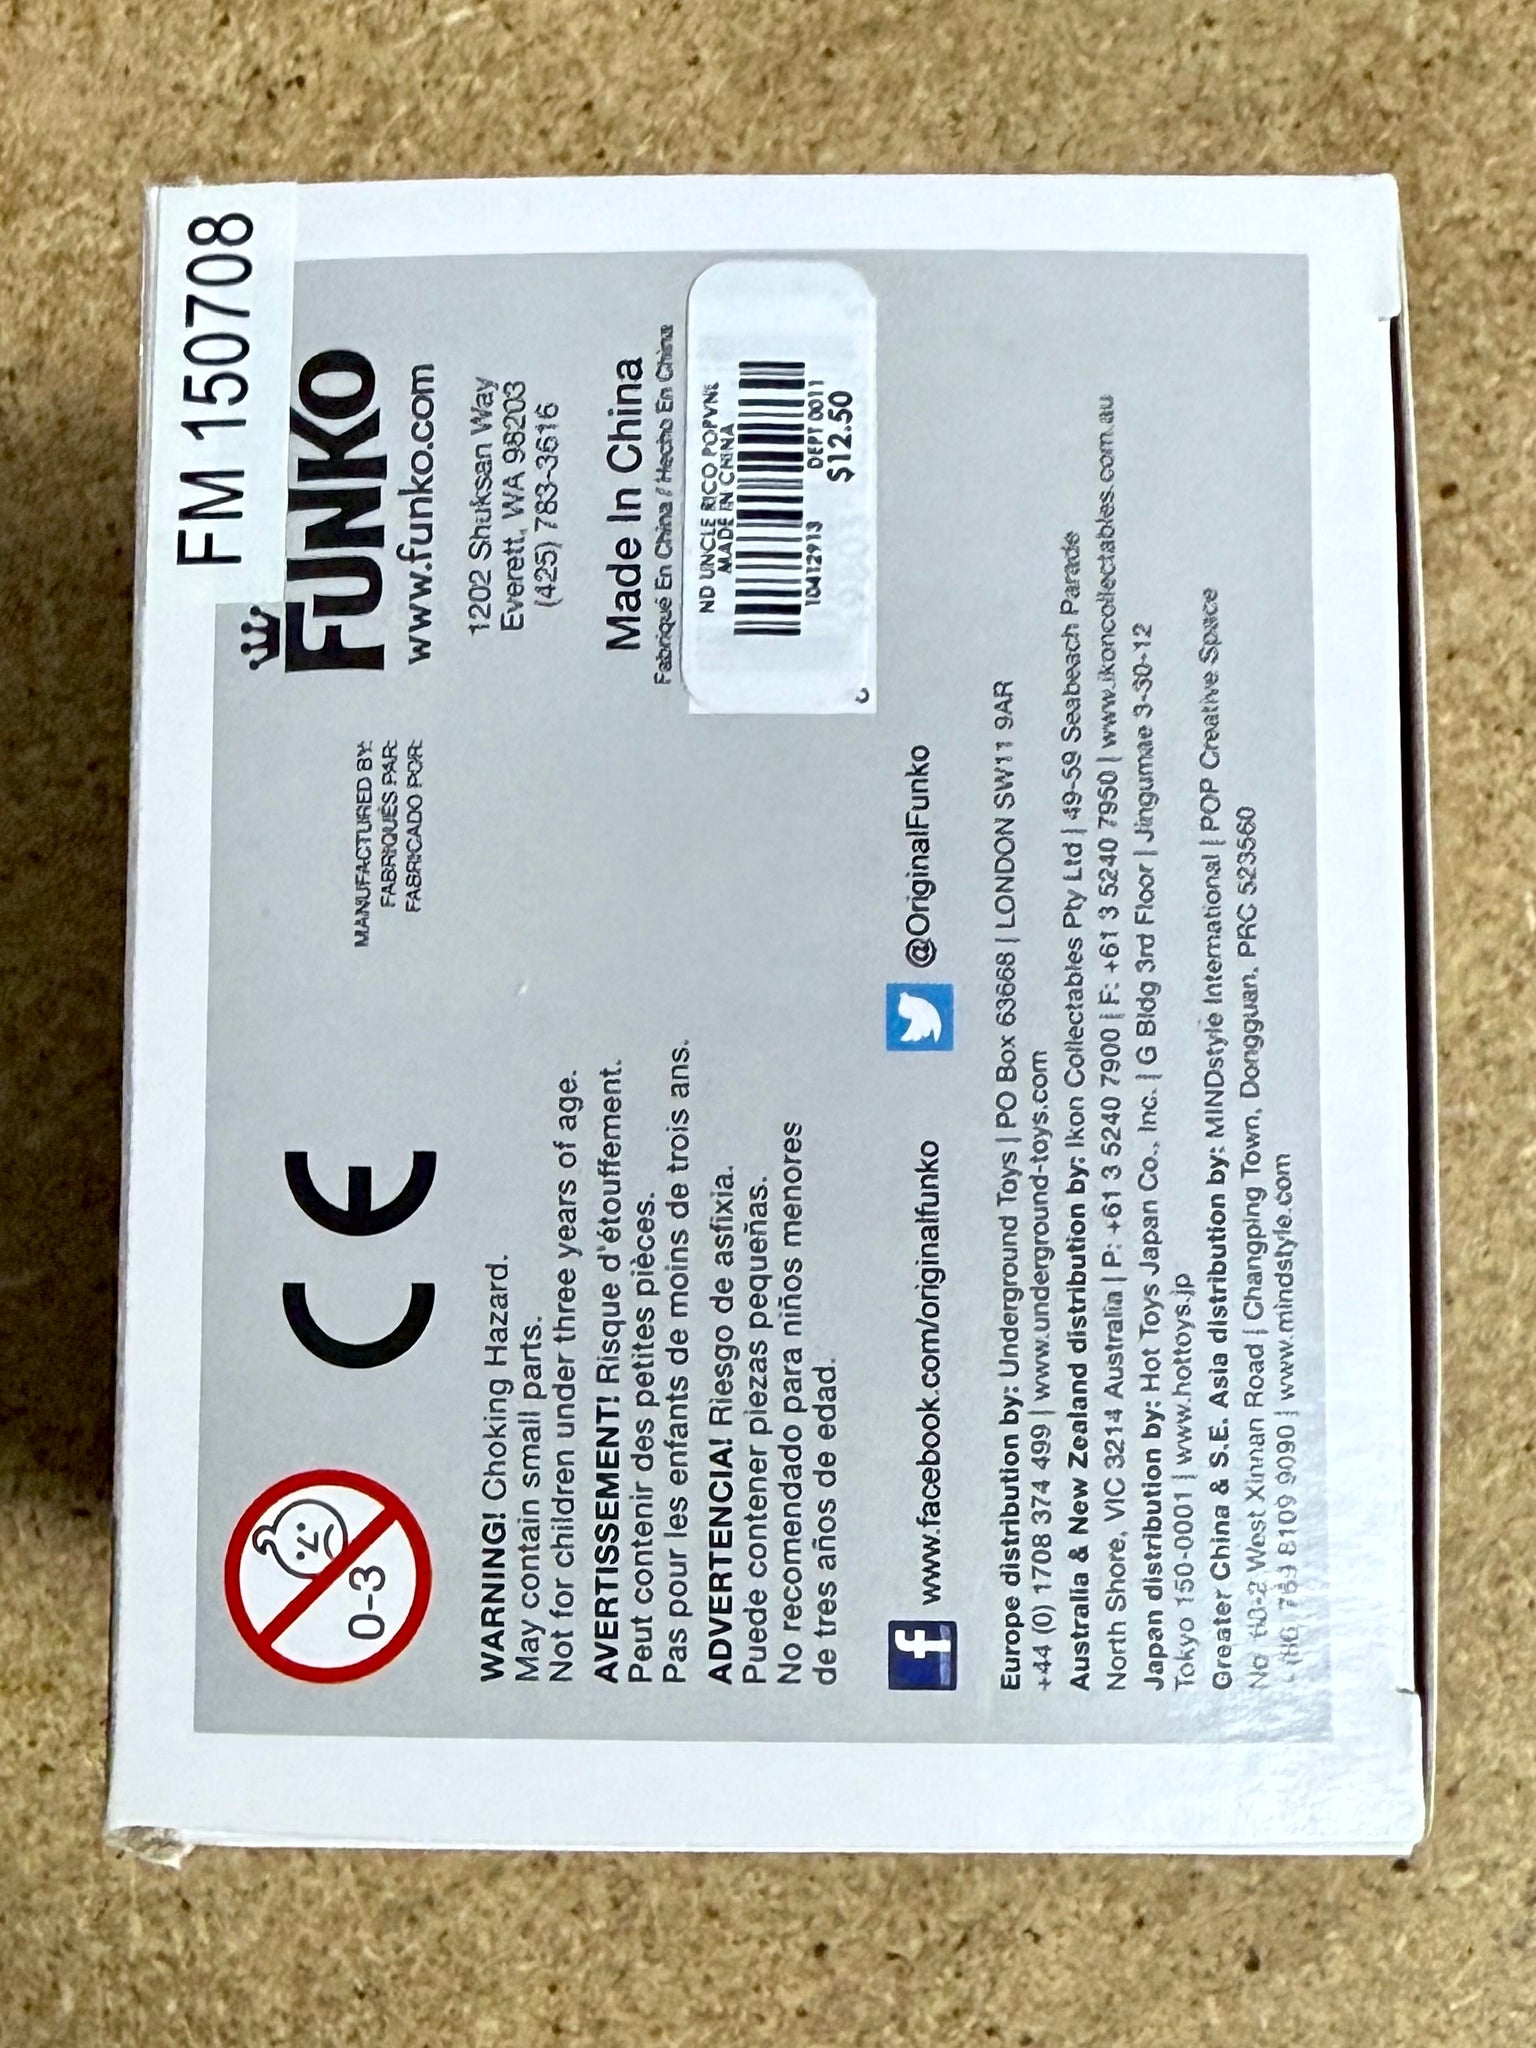 FM 150708
FUNKO
www.funko.com
MANUFACTURED BY:
FABRIQUÉS PAR:
FABRICADO POR:
1202 Shuksan Way
Everett, WA 98203
(425) 783-3616
Made In China
Fabriqué En China / Hecho En China
ND UNCLE RICO POPVNL
MADE IN CHINA
10412913
DEPT 0011
$12.50
CE
0-3
WARNING! Choking Hazard.
May contain small parts.
Not for children under three years of age.
AVERTISSEMENT! Risque d'étouffement.
Peut contenir des petites pièces.
Pas pour les enfants de moins de trois ans.
ADVERTENCIA! Riesgo de asfixia.
Puede contener piezas pequeñas.
No recomendado para niños menores
de tres años de edad.
f www.facebook.com/originalfunko
@OriginalFunko
Europe distribution by: Underground Toys | PO Box 63668 | LONDON SW11 9AR
+44 (0) 1708 374 499 | www.underground-toys.com
Australia & New Zealand distribution by: Ikon Collectables Pty Ltd | 49-59 Seabeach Parade
North Shore, VIC 3214 Australia | P: +61 3 5240 7900 | F: +61 3 5240 7950 | www.ikoncollectables.com.au
Japan distribution by: Hot Toys Japan Co., Inc. | G Bldg 3rd Floor | Jingumae 3-30-12
Tokyo 150-0001 | www.hottoys.jp
Greater China & S.E. Asia distribution by: MINDstyle International | POP Creative Space
West Xinnan Road | Changping Town, Dongguan, PRC 523560
8109 9090 | www.mindstyle.com